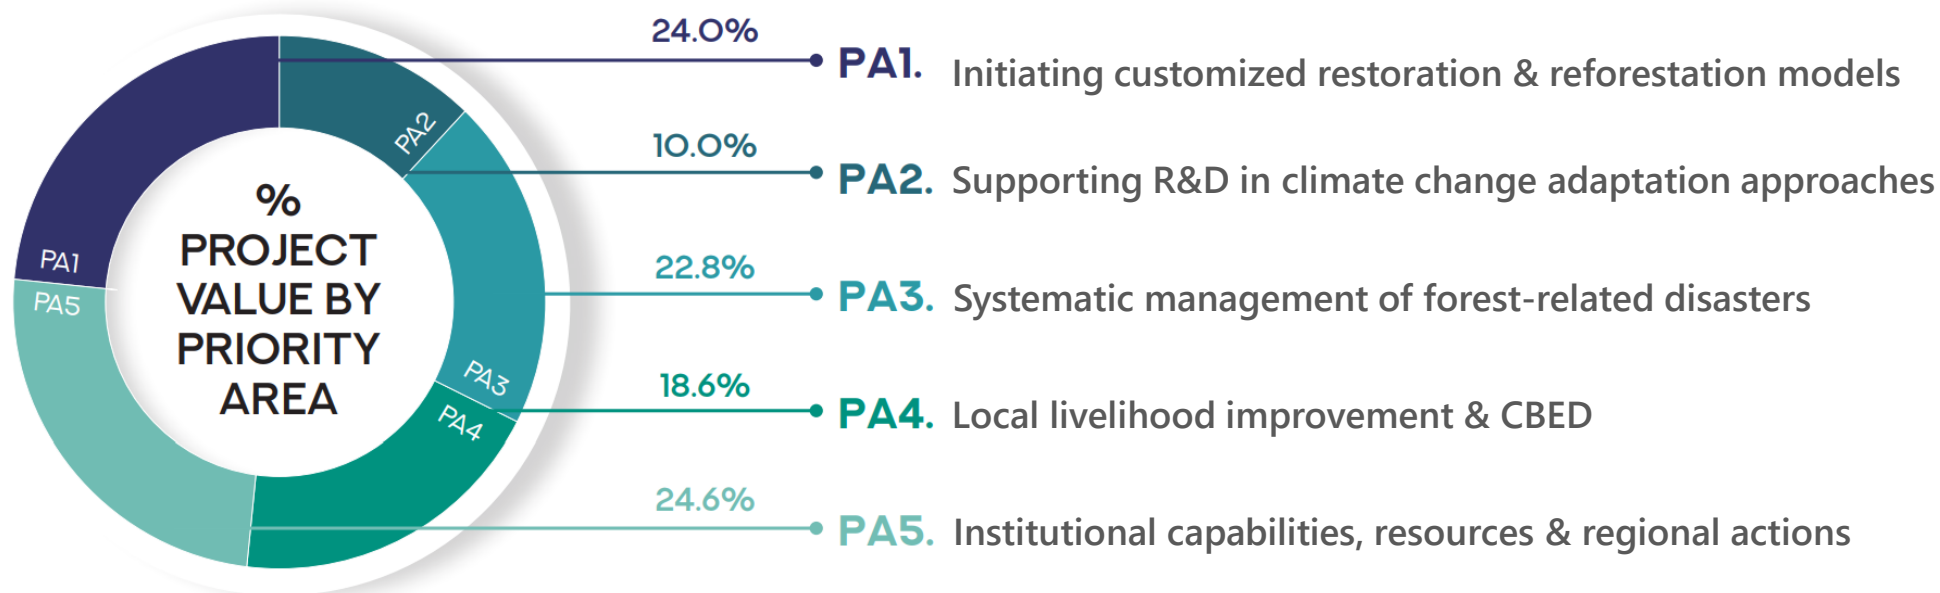 24.0%
PA1. Initiating customized restoration & reforestation models
PA2
10.0%
PA2. Supporting R&D in climate change adaptation approaches
%
PROJECT
VALUE BY
PRIORITY
AREA
PA1
PA5
22.8%
PA3. Systematic management of forest-related disasters
PA3
18.6%
PA4. Local livelihood improvement & CBED
PA4
24.6%
PA5. Institutional capabilities, resources & regional actions